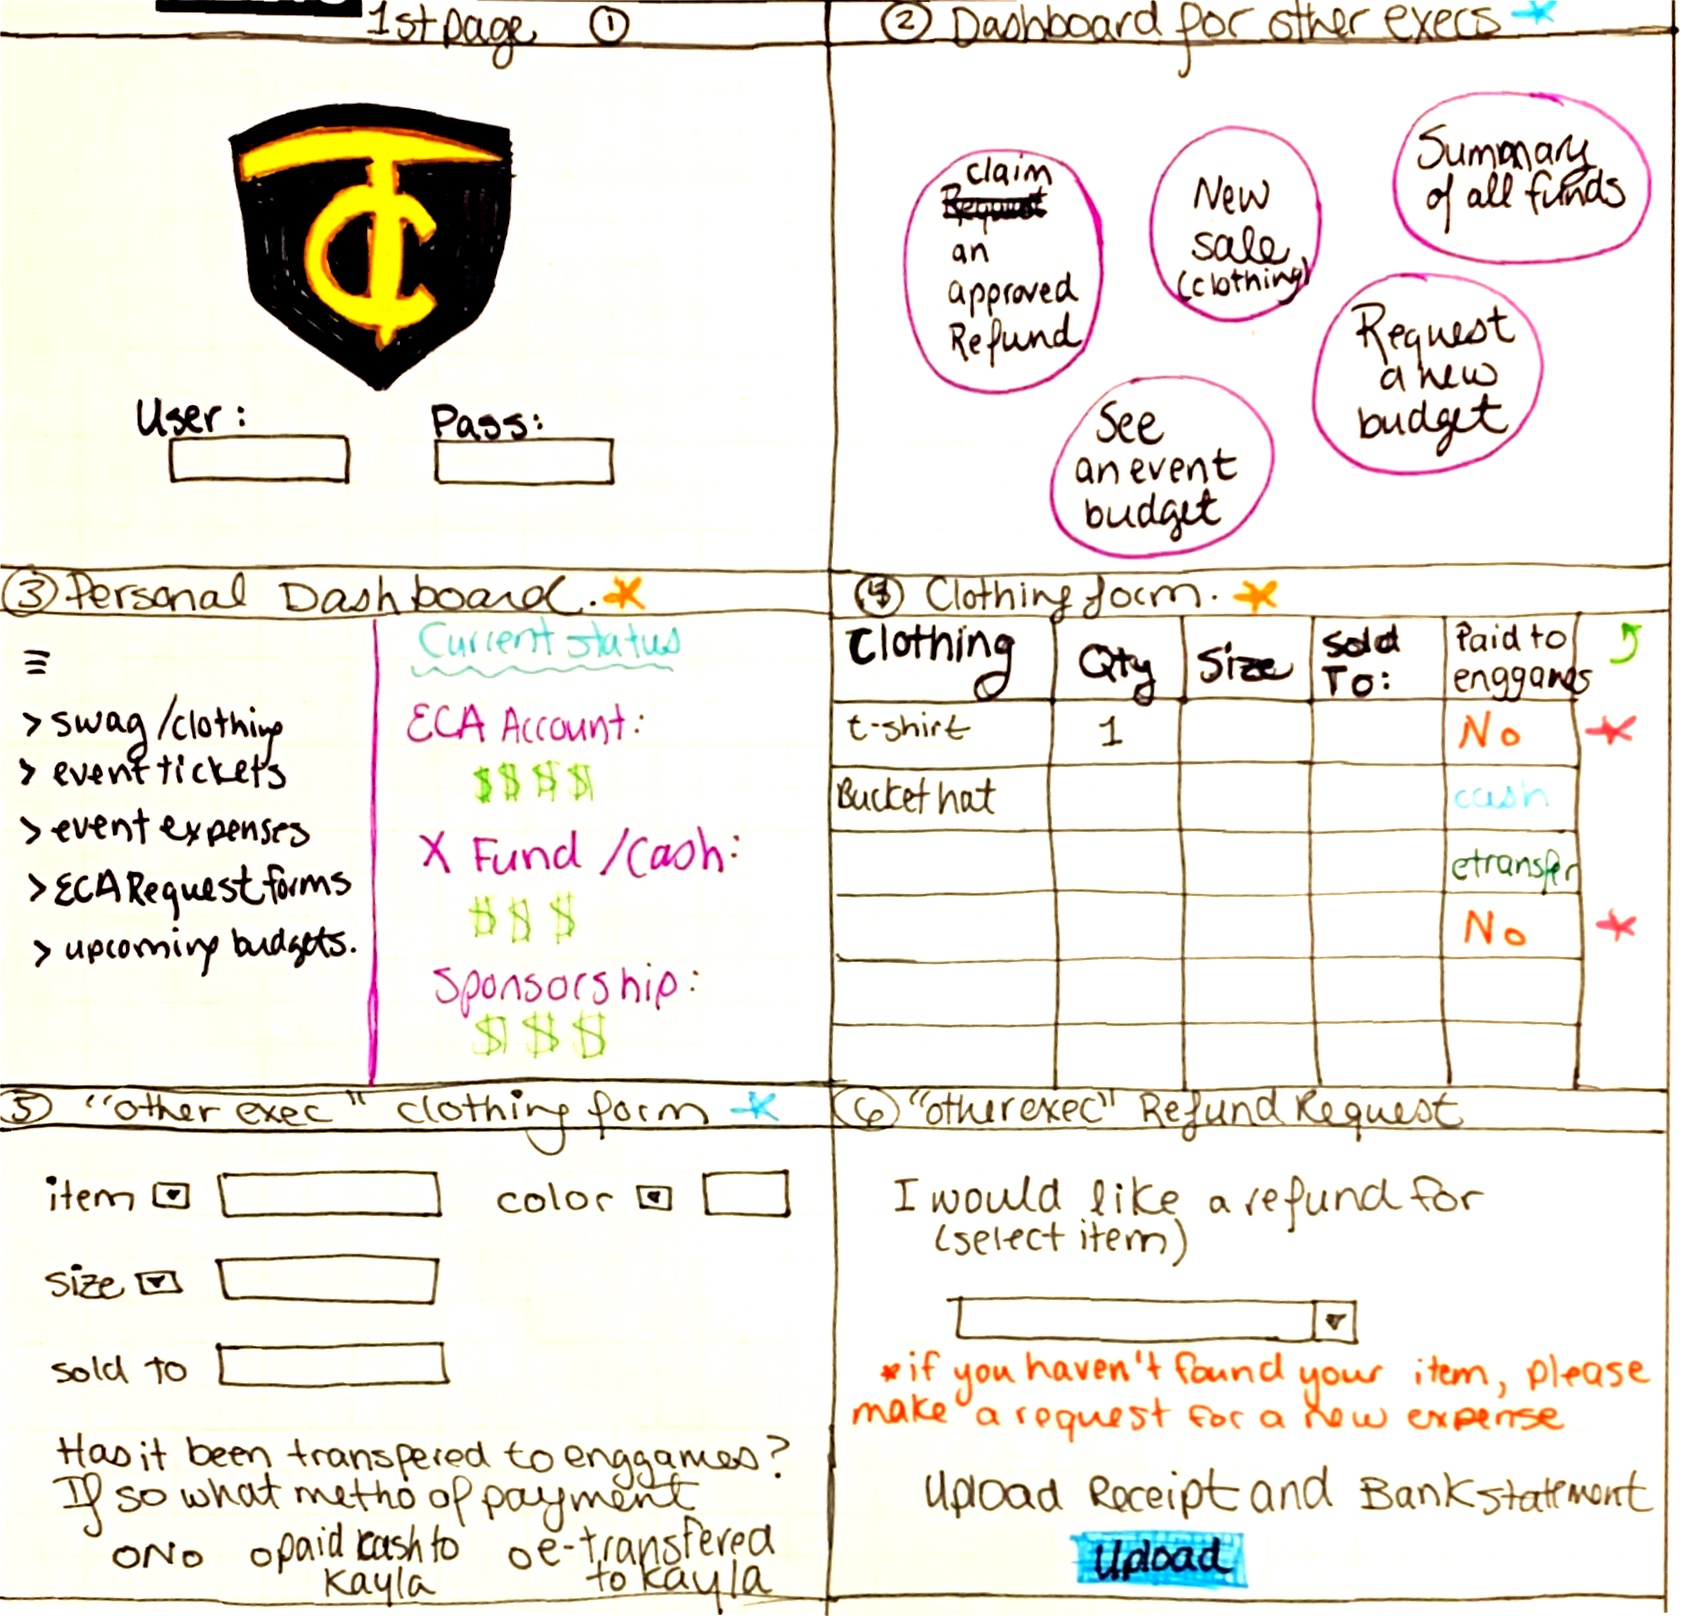 1st page ①
② Dashboard for other execs
TC
User:
Pass:
claim
Request
an
approved
Refund
New
sale
(clothing)
Summary
of all funds
Request
a new
budget
See
an event
budget
③ Personal Dashboard.
> swag/clothing
> event tickets
> event expenses
> ECA Request forms
> upcoming budgets.
Current status
ECA Account:
$$$$
X Fund /Cash:
$$$
Sponsorship:
$$$
④ Clothing form.
Clothing Qty Size Sold To: Paid to enggames
t-shirt 1 No
Bucket hat cash
etransfer
No
⑤ "other exec" clothing form
item color
size
sold to
Has it been transfered to enggames?
If so what metho of payment
o No o paid cash to Kayla o e-transfered to Kayla
⑥ "other exec" Refund Request
I would like a refund for
(select item)
*if you haven't found your item, please
make a request for a new expense
Upload Receipt and Bank statement
Upload